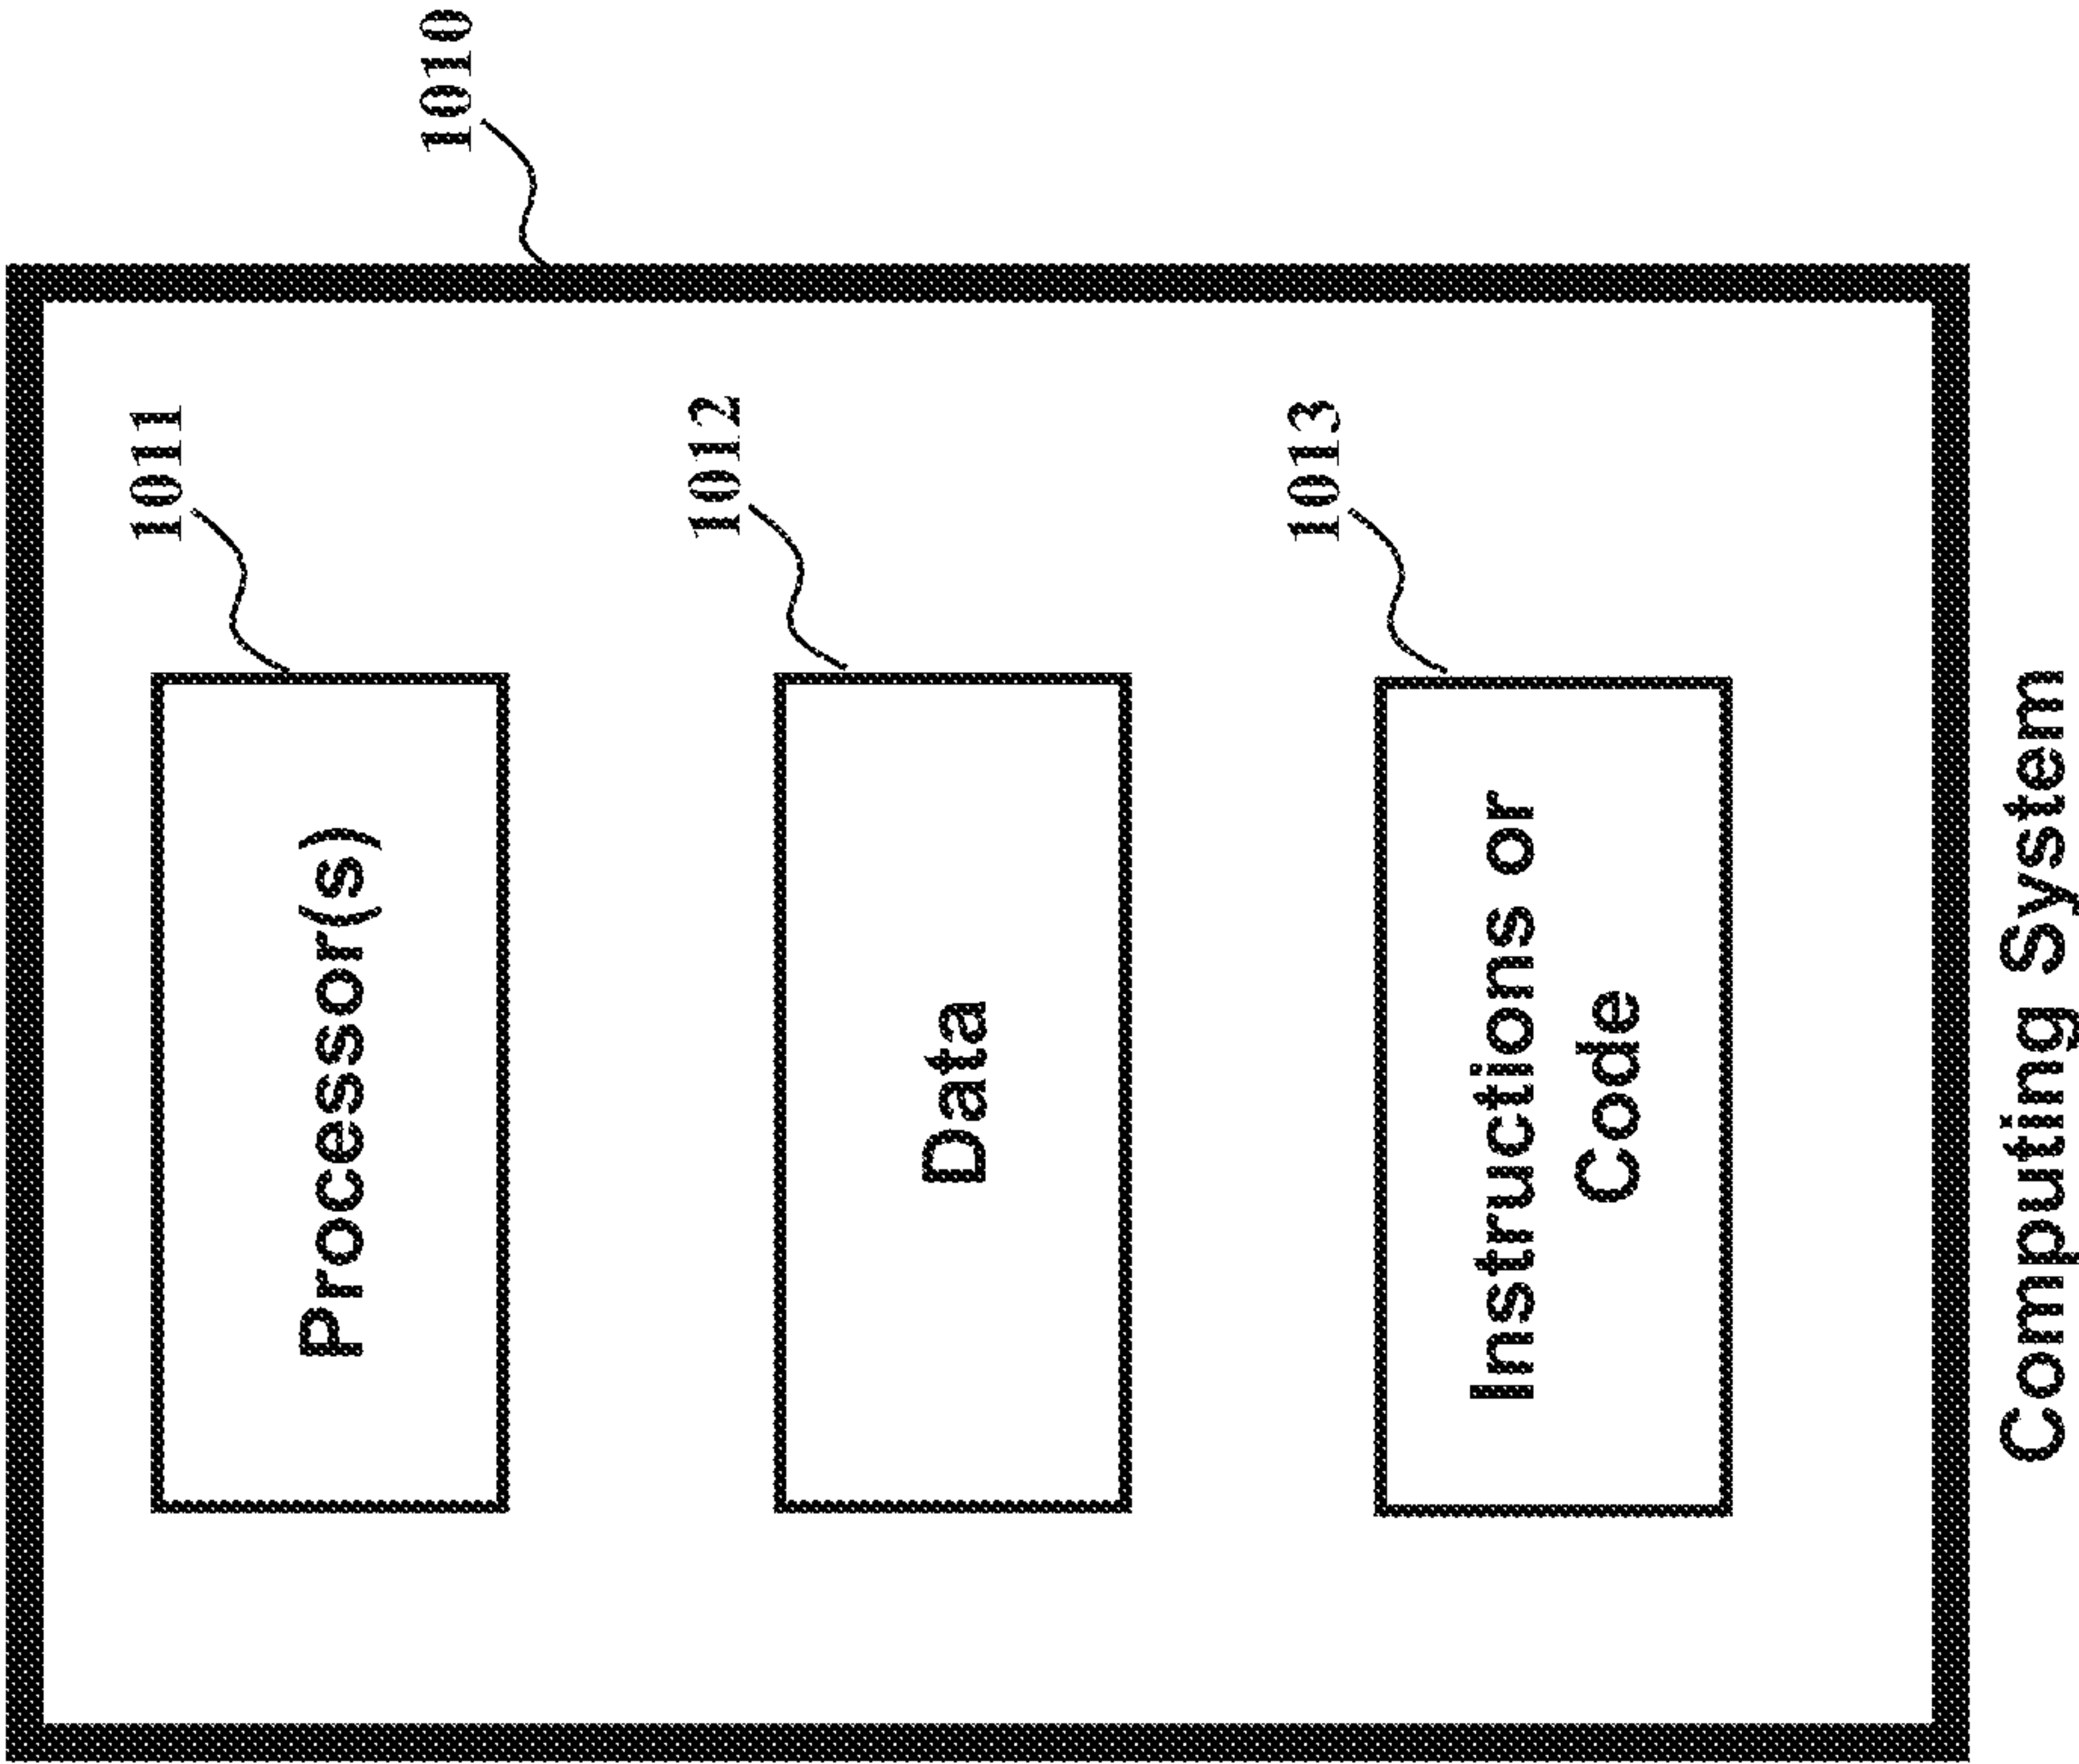 1010
1011
Processor(s)
1012
Data
1013
Instructions or
Code
Computing System